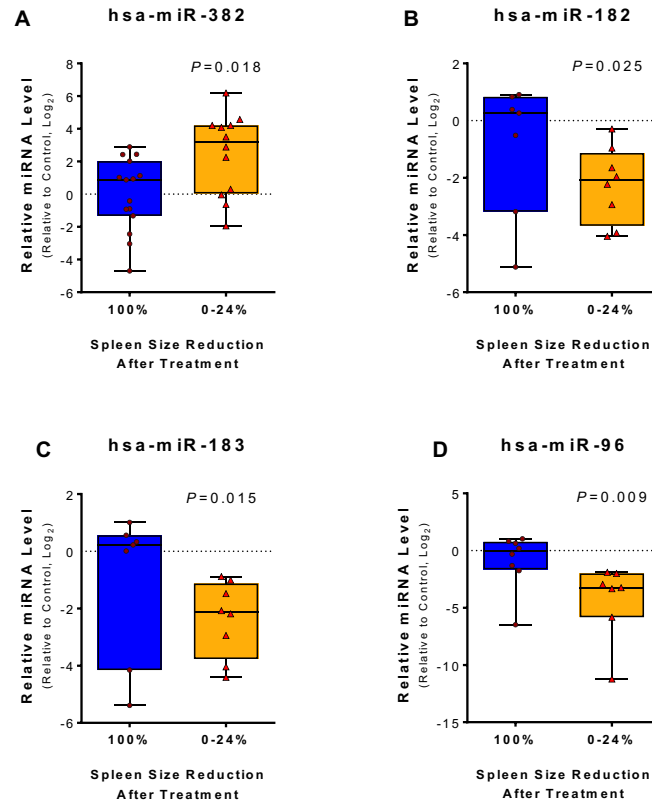 A
hsa-miR-382
P=0.018
Relative miRNA Level
(Relative to Control, Log2)
8
6
4
2
0
-2
-4
-6
100%
0-24%
Spleen Size Reduction
After Treatment
B
hsa-miR-182
P=0.025
Relative miRNA Level
(Relative to Control, Log2)
2
0
-2
-4
-6
100%
0-24%
Spleen Size Reduction
After Treatment
C
hsa-miR-183
P=0.015
Relative miRNA Level
(Relative to Control, Log2)
2
0
-2
-4
-6
100%
0-24%
Spleen Size Reduction
After Treatment
D
hsa-miR-96
P=0.009
Relative miRNA Level
(Relative to Control, Log2)
5
0
-5
-10
-15
100%
0-24%
Spleen Size Reduction
After Treatment